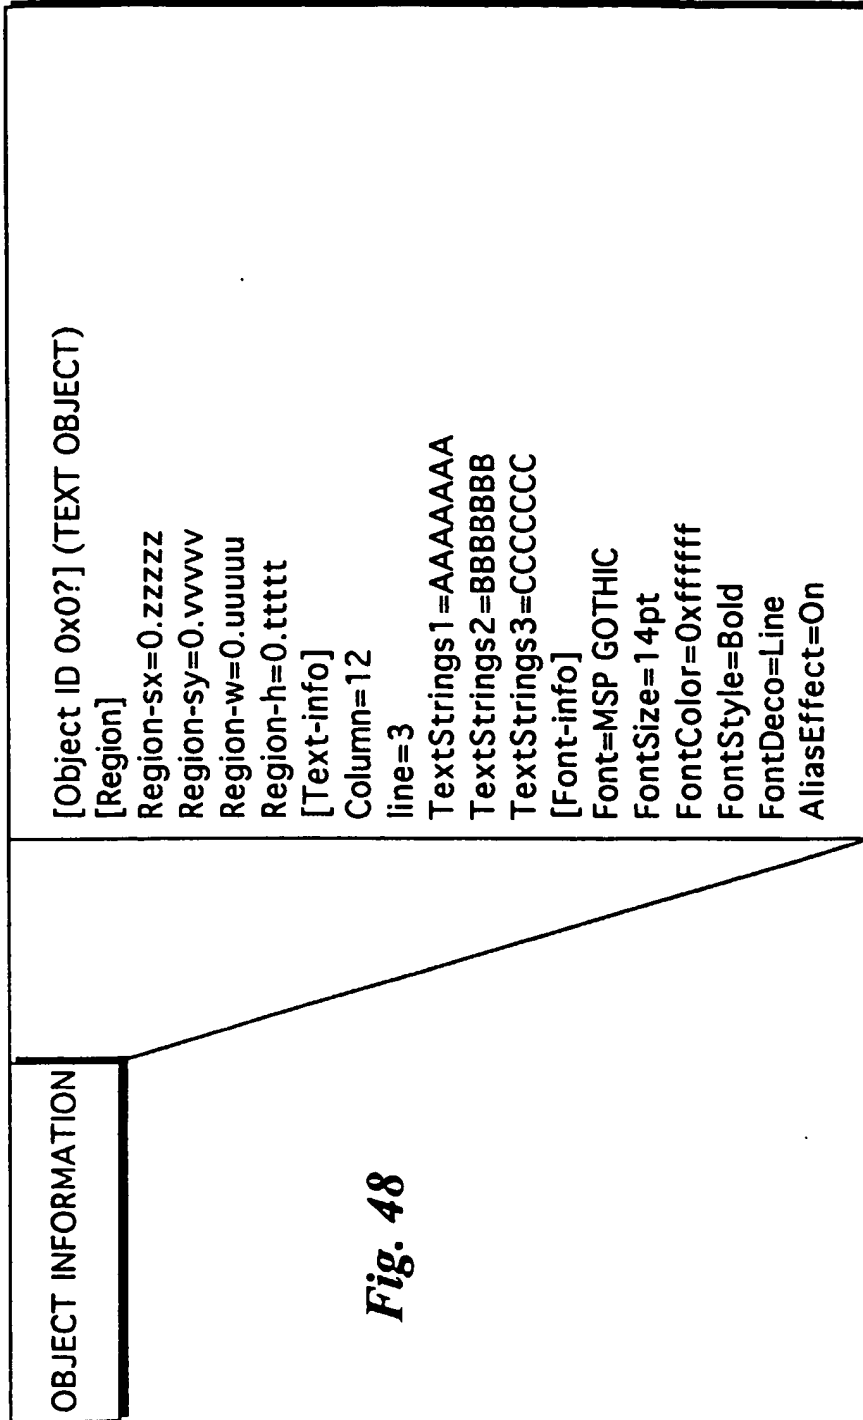 OBJECT INFORMATION
[Object ID 0x0?] (TEXT OBJECT)
[Region]
Region-sx=0.zzzzz
Region-sy=0.vvvvv
Region-w=0.uuuuu
Region-h=0.ttttt
[Text-info]
Column=12
line=3
TextStrings1=AAAAAAA
TextStrings2=BBBBBBB
TextStrings3=CCCCCCC
[Font-info]
Font=MSP GOTHIC
FontSize=14pt
FontColor=0xffffff
FontStyle=Bold
FontDeco=Line
AliasEffect=On
Fig. 48